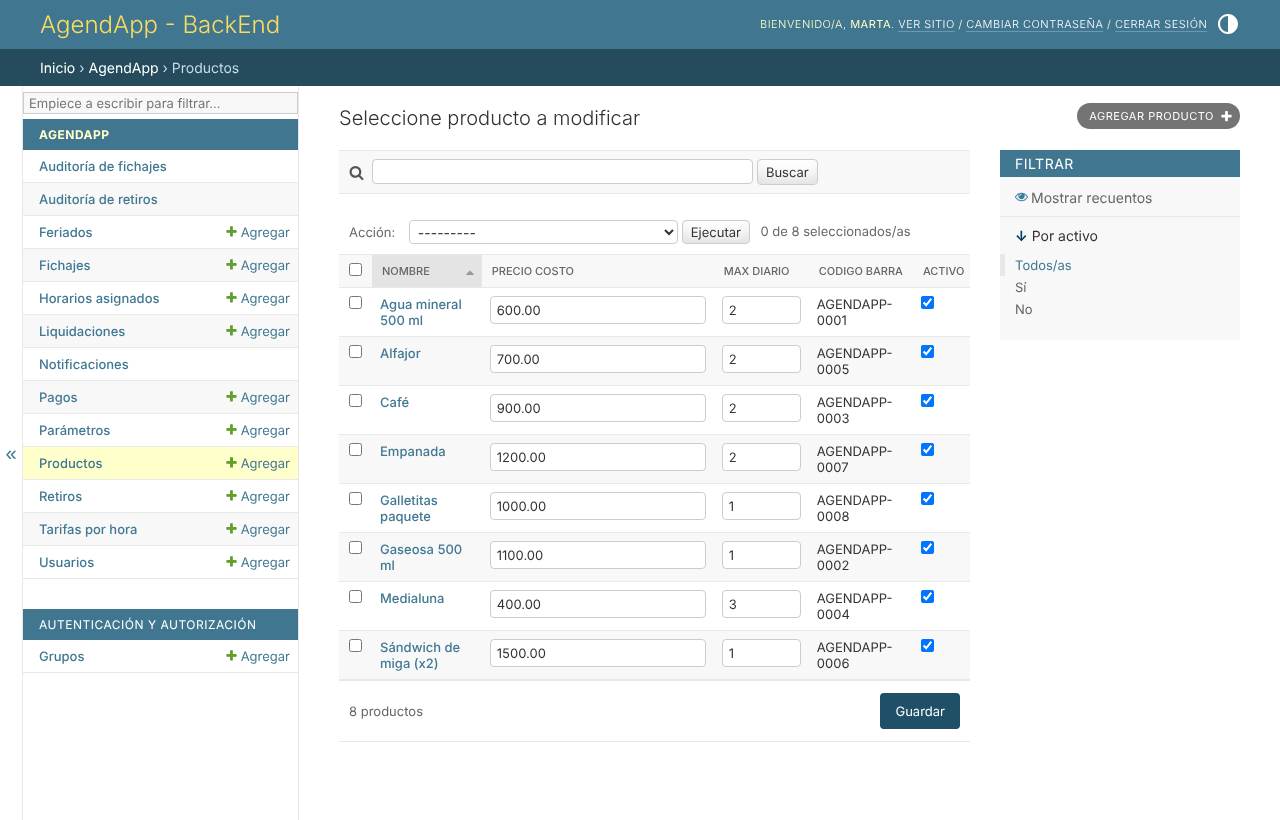 AgendApp - BackEnd
BIENVENIDO/A, MARTA. VER SITIO / CAMBIAR CONTRASEÑA / CERRAR SESIÓN
Inicio › AgendApp › Productos
Empiece a escribir para filtrar...
AGENDAPP
Auditoría de fichajes
Auditoría de retiros
Feriados Agregar
Fichajes Agregar
Horarios asignados Agregar
Liquidaciones Agregar
Notificaciones
Pagos Agregar
Parámetros Agregar
Productos Agregar
Retiros Agregar
Tarifas por hora Agregar
Usuarios Agregar
AUTENTICACIÓN Y AUTORIZACIÓN
Grupos Agregar
«
Seleccione producto a modificar
AGREGAR PRODUCTO
Buscar
Acción: --------- Ejecutar 0 de 8 seleccionados/as
NOMBRE PRECIO COSTO MAX DIARIO CODIGO BARRA ACTIVO
Agua mineral 500 ml 600.00 2 AGENDAPP-0001
Alfajor 700.00 2 AGENDAPP-0005
Café 900.00 2 AGENDAPP-0003
Empanada 1200.00 2 AGENDAPP-0007
Galletitas paquete 1000.00 1 AGENDAPP-0008
Gaseosa 500 ml 1100.00 1 AGENDAPP-0002
Medialuna 400.00 3 AGENDAPP-0004
Sándwich de miga (x2) 1500.00 1 AGENDAPP-0006
8 productos
Guardar
FILTRAR
Mostrar recuentos
Por activo
Todos/as
Sí
No